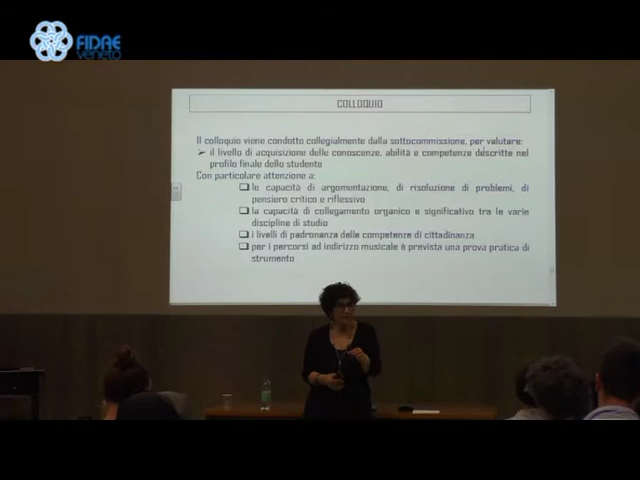 FIDAE
veneto
COLLOQUIO
Il colloquio viene condotto collegialmente dalla sottocommissione, per valutare:
➢ il livello di acquisizione delle conoscenze, abilità e competenze descritte nel
profilo finale dello studente
Con particolare attenzione a:
❑ le capacità di argomentazione, di risoluzione di problemi, di
pensiero critico e riflessivo
❑ la capacità di collegamento organico e significativo tra le varie
discipline di studio
❑ i livelli di padronanza delle competenze di cittadinanza
❑ per i percorsi ad indirizzo musicale è prevista una prova pratica di
strumento